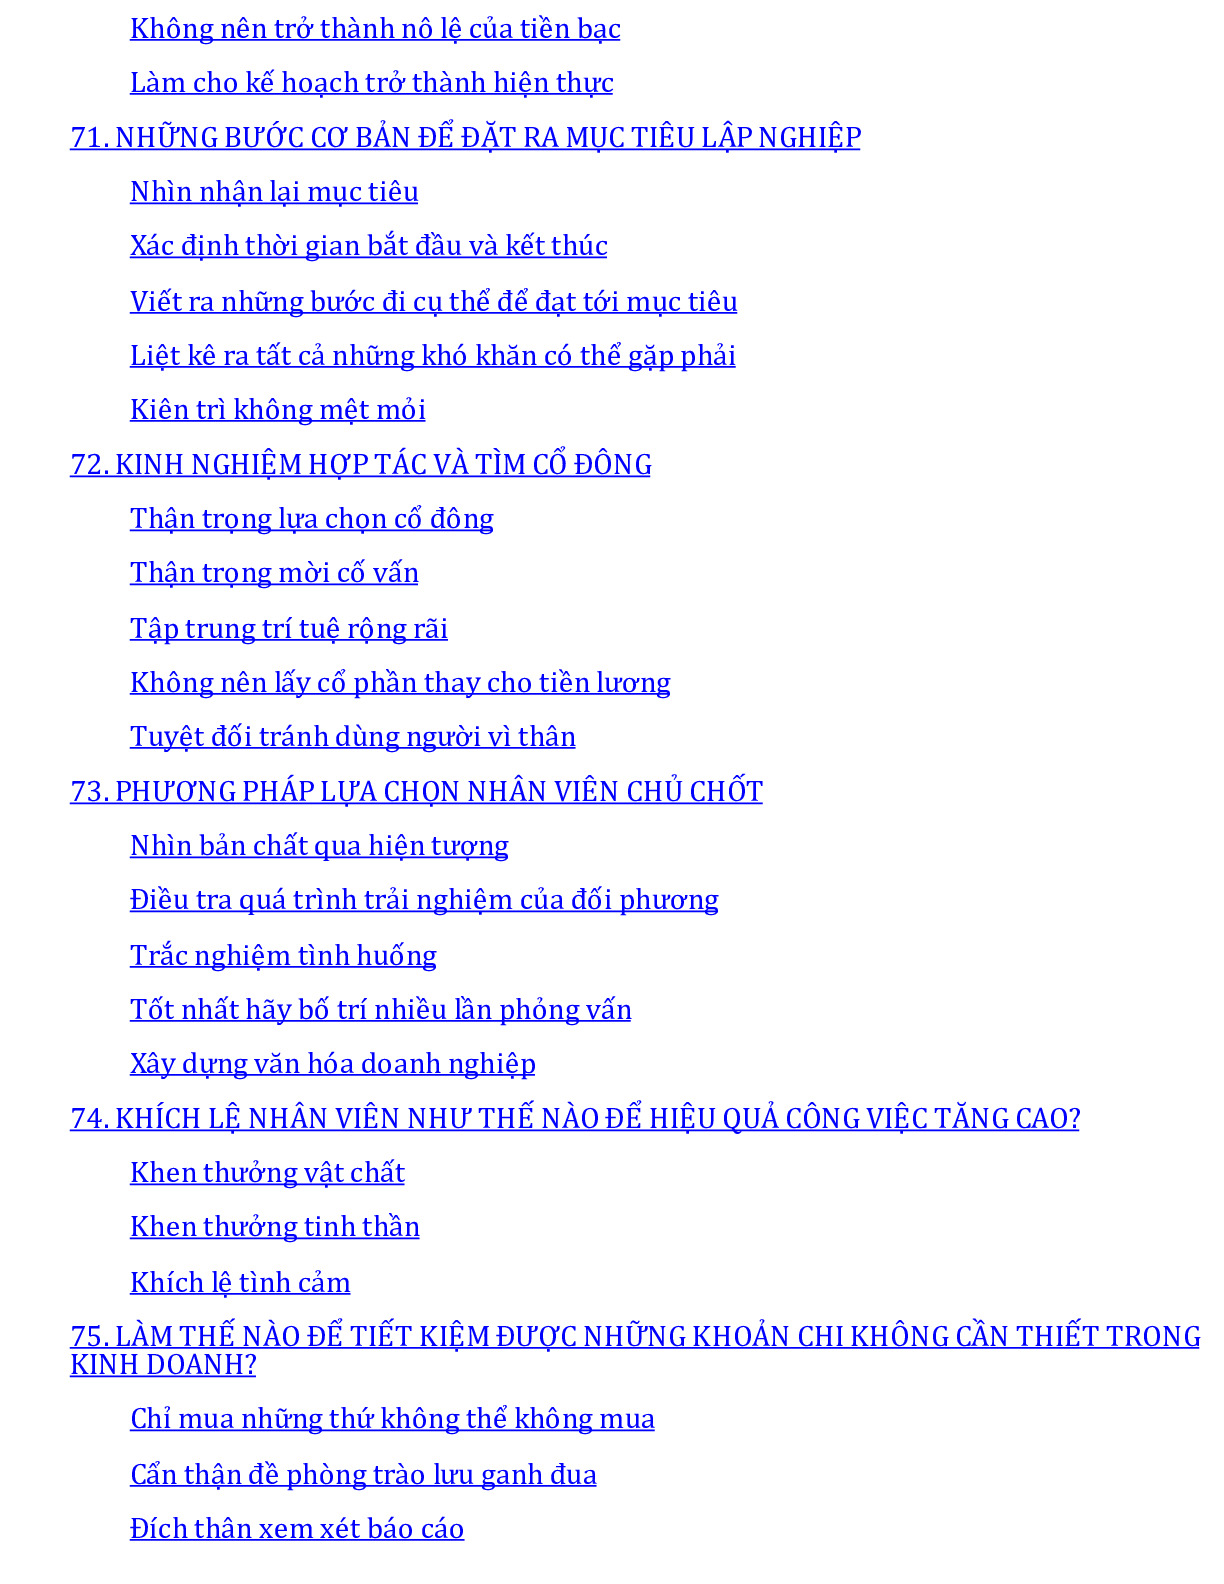 Không nên trở thành nô lệ của tiền bạc
Làm cho kế hoạch trở thành hiện thực
71. NHỮNG BƯỚC CƠ BẢN ĐỂ ĐẶT RA MỤC TIÊU LẬP NGHIỆP
Nhìn nhận lại mục tiêu
Xác định thời gian bắt đầu và kết thúc
Viết ra những bước đi cụ thể để đạt tới mục tiêu
Liệt kê ra tất cả những khó khăn có thể gặp phải
Kiên trì không mệt mỏi
72. KINH NGHIỆM HỢP TÁC VÀ TÌM CỔ ĐÔNG
Thận trọng lựa chọn cổ đông
Thận trọng mời cố vấn
Tập trung trí tuệ rộng rãi
Không nên lấy cổ phần thay cho tiền lương
Tuyệt đối tránh dùng người vì thân
73. PHƯƠNG PHÁP LỰA CHỌN NHÂN VIÊN CHỦ CHỐT
Nhìn bản chất qua hiện tượng
Điều tra quá trình trải nghiệm của đối phương
Trắc nghiệm tình huống
Tốt nhất hãy bố trí nhiều lần phỏng vấn
Xây dựng văn hóa doanh nghiệp
74. KHÍCH LỆ NHÂN VIÊN NHƯ THẾ NÀO ĐỂ HIỆU QUẢ CÔNG VIỆC TĂNG CAO?
Khen thưởng vật chất
Khen thưởng tinh thần
Khích lệ tình cảm
75. LÀM THẾ NÀO ĐỂ TIẾT KIỆM ĐƯỢC NHỮNG KHOẢN CHI KHÔNG CẦN THIẾT TRONG
KINH DOANH?
Chỉ mua những thứ không thể không mua
Cẩn thận đề phòng trào lưu ganh đua
Đích thân xem xét báo cáo